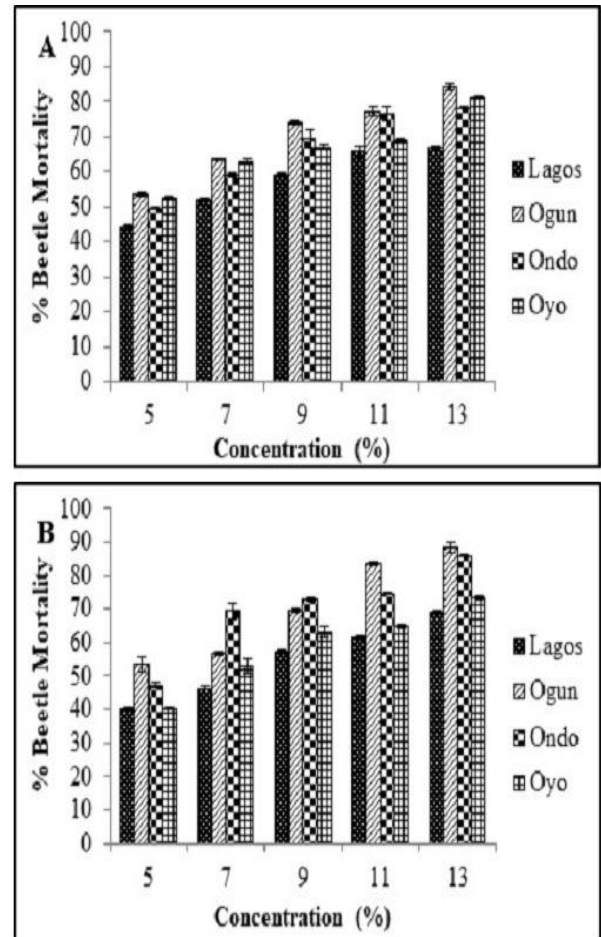 A
% Beetle Mortality
100
90
80
70
60
50
40
30
20
10
0
5 7 9 11 13
Concentration (%)
Lagos
Ogun
Ondo
Oyo
B
% Beetle Mortality
100
90
80
70
60
50
40
30
20
10
0
5 7 9 11 13
Concentration (%)
Lagos
Ogun
Ondo
Oyo